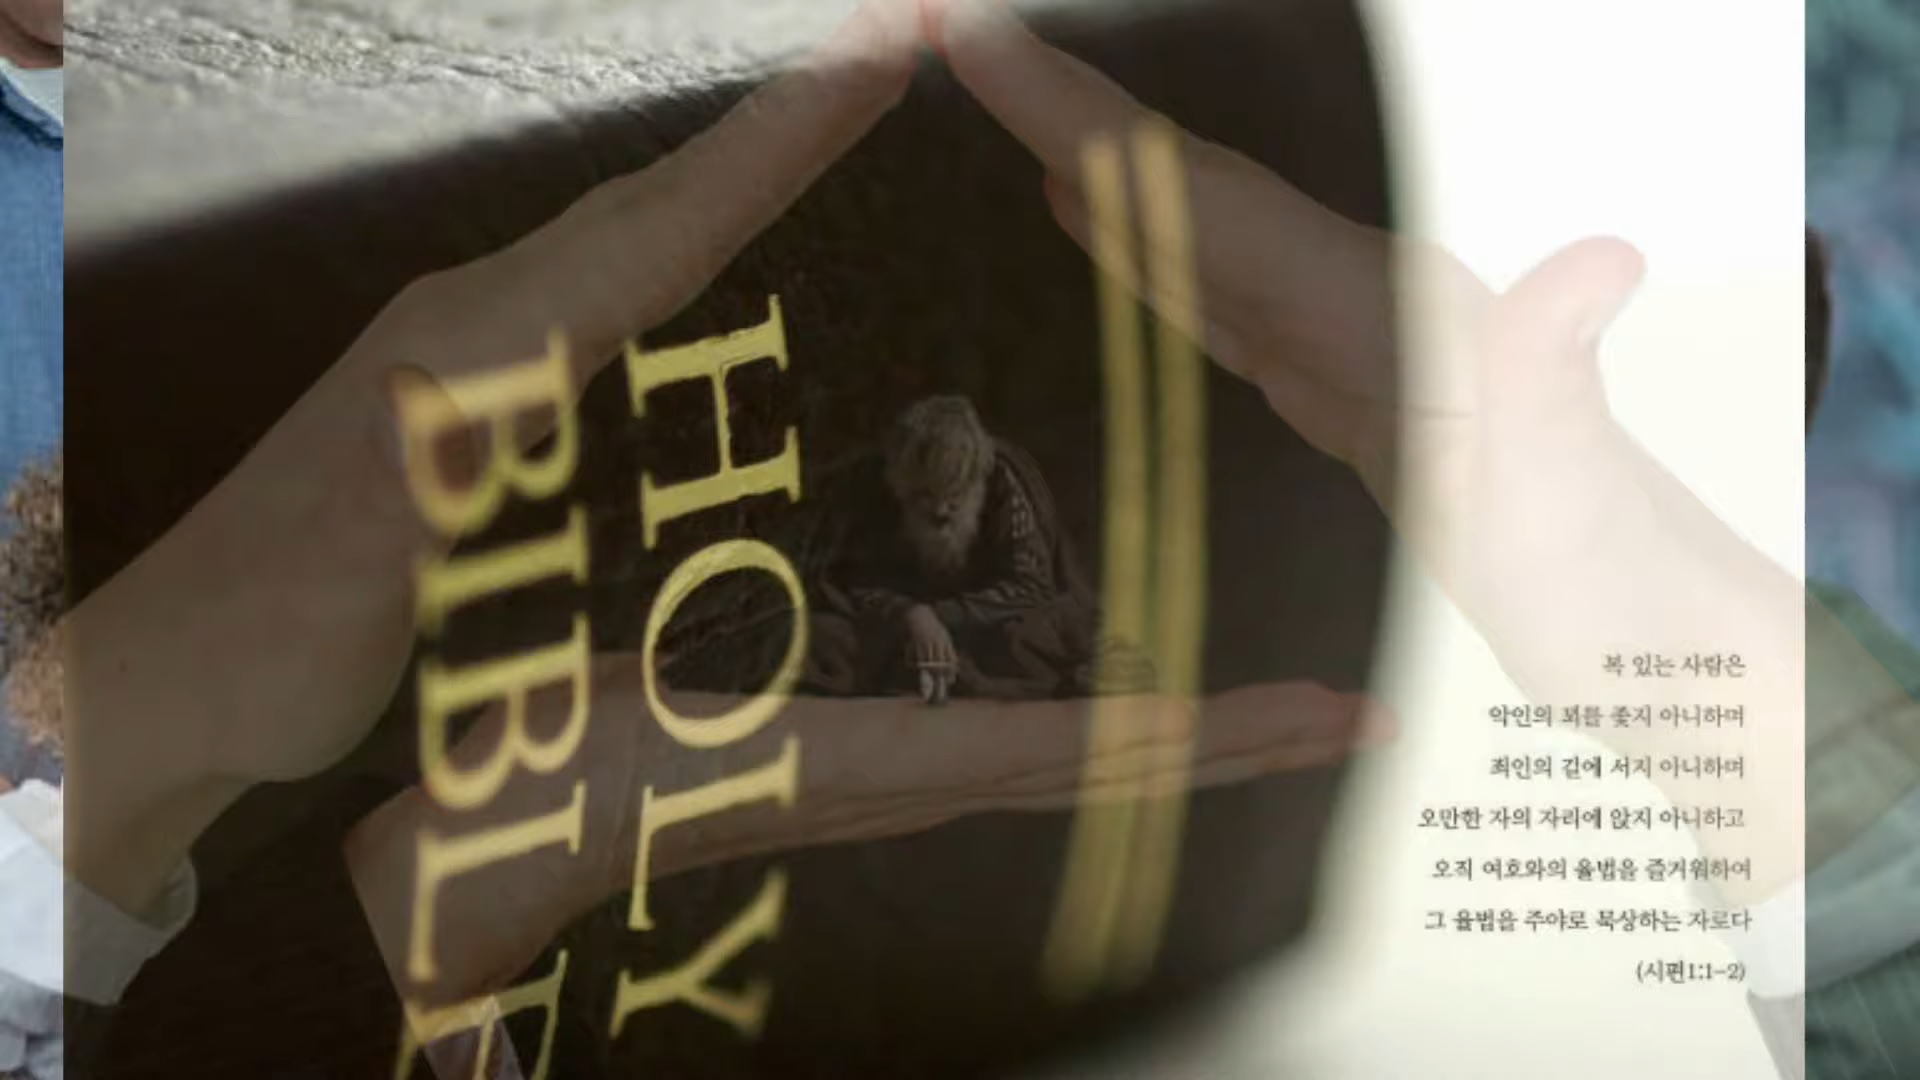 HOLY
BIBLE
복 있는 사람은
악인의 꾀를 좇지 아니하며
죄인의 길에 서지 아니하며
오만한 자의 자리에 앉지 아니하고
오직 여호와의 율법을 즐거워하여
그 율법을 주야로 묵상하는 자로다
(시편1:1-2)